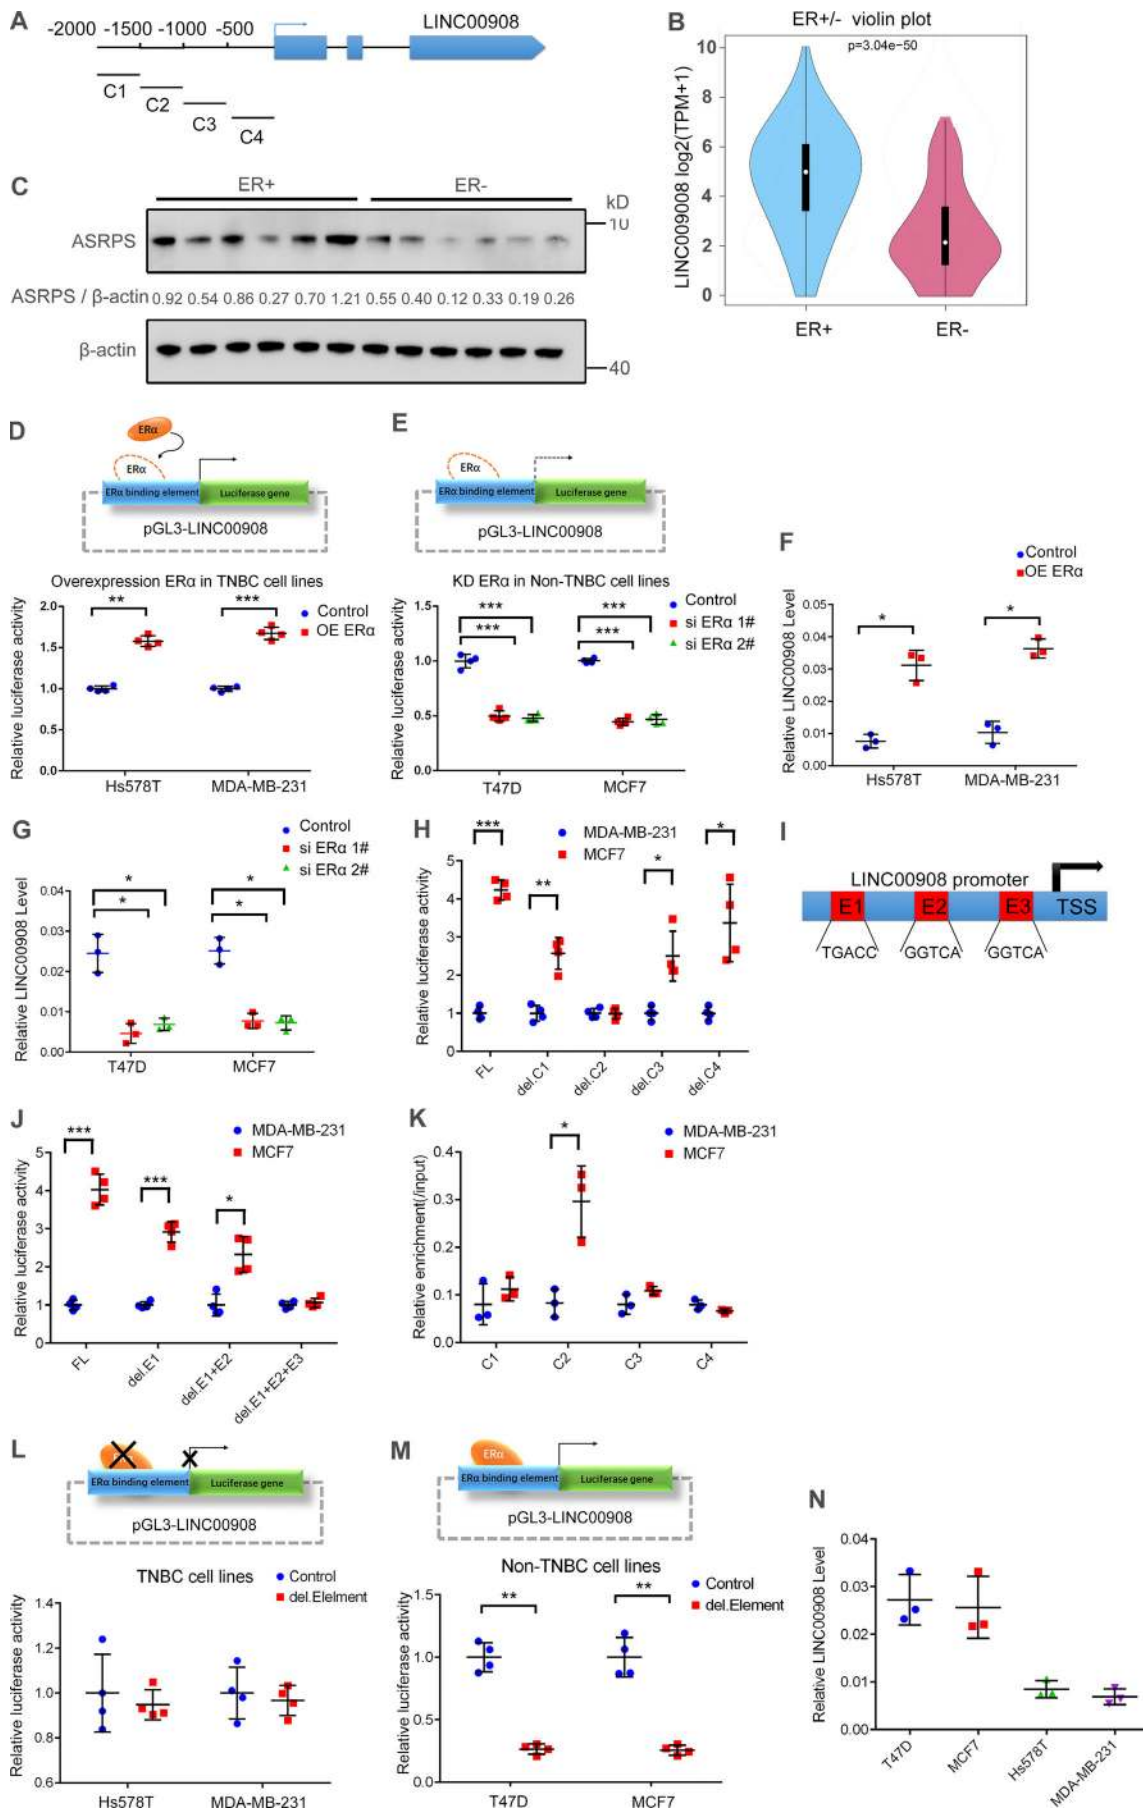 A
-2000 -1500 -1000 -500
LINC00908
C1
C2
C3
C4
B
ER+/- violin plot
p=3.04e−50
LINC009008 log2(TPM+1)
10
8
6
4
2
0
ER+
ER-
C
ER+
ER-
kD
10
ASRPS
ASRPS / β-actin 0.92 0.54 0.86 0.27 0.70 1.21 0.55 0.40 0.12 0.33 0.19 0.26
β-actin
40
D
ERα
ERα
ERα binding element
Luciferase gene
pGL3-LINC00908
Overexpression ERα in TNBC cell lines
Relative luciferase activity
2.0
1.5
1.0
0.5
0.0
**
***
Control
OE ERα
Hs578T
MDA-MB-231
E
ERα
ERα binding element
Luciferase gene
pGL3-LINC00908
KD ERα in Non-TNBC cell lines
Relative luciferase activity
1.5
1.0
0.5
0.0
***
***
***
***
Control
si ERα 1#
si ERα 2#
T47D
MCF7
F
Control
OE ERα
Relative LINC00908 Level
0.05
0.04
0.03
0.02
0.01
0.00
*
*
Hs578T
MDA-MB-231
G
Control
si ERα 1#
si ERα 2#
Relative LINC00908 Level
0.04
0.03
0.02
0.01
0.00
*
*
*
*
T47D
MCF7
H
MDA-MB-231
MCF7
Relative luciferase activity
5
4
3
2
1
0
***
**
*
*
FL
del.C1
del.C2
del.C3
del.C4
I
LINC00908 promoter
E1
E2
E3
TSS
TGACC
GGTCA
GGTCA
J
MDA-MB-231
MCF7
Relative luciferase activity
5
4
3
2
1
0
***
***
*
FL
del.E1
del.E1+E2
del.E1+E2+E3
K
MDA-MB-231
MCF7
Relative enrichment(/input)
0.4
0.3
0.2
0.1
0.0
*
C1
C2
C3
C4
L
ERα binding element
Luciferase gene
pGL3-LINC00908
TNBC cell lines
Relative luciferase activity
1.4
1.2
1.0
0.8
0.6
Control
del.Elelment
Hs578T
MDA-MB-231
M
ERα
ERα binding element
Luciferase gene
pGL3-LINC00908
Non-TNBC cell lines
Relative luciferase activity
1.5
1.0
0.5
0.0
**
**
Control
del.Element
T47D
MCF7
N
Relative LINC00908 Level
0.04
0.03
0.02
0.01
0.00
T47D
MCF7
Hs578T
MDA-MB-231